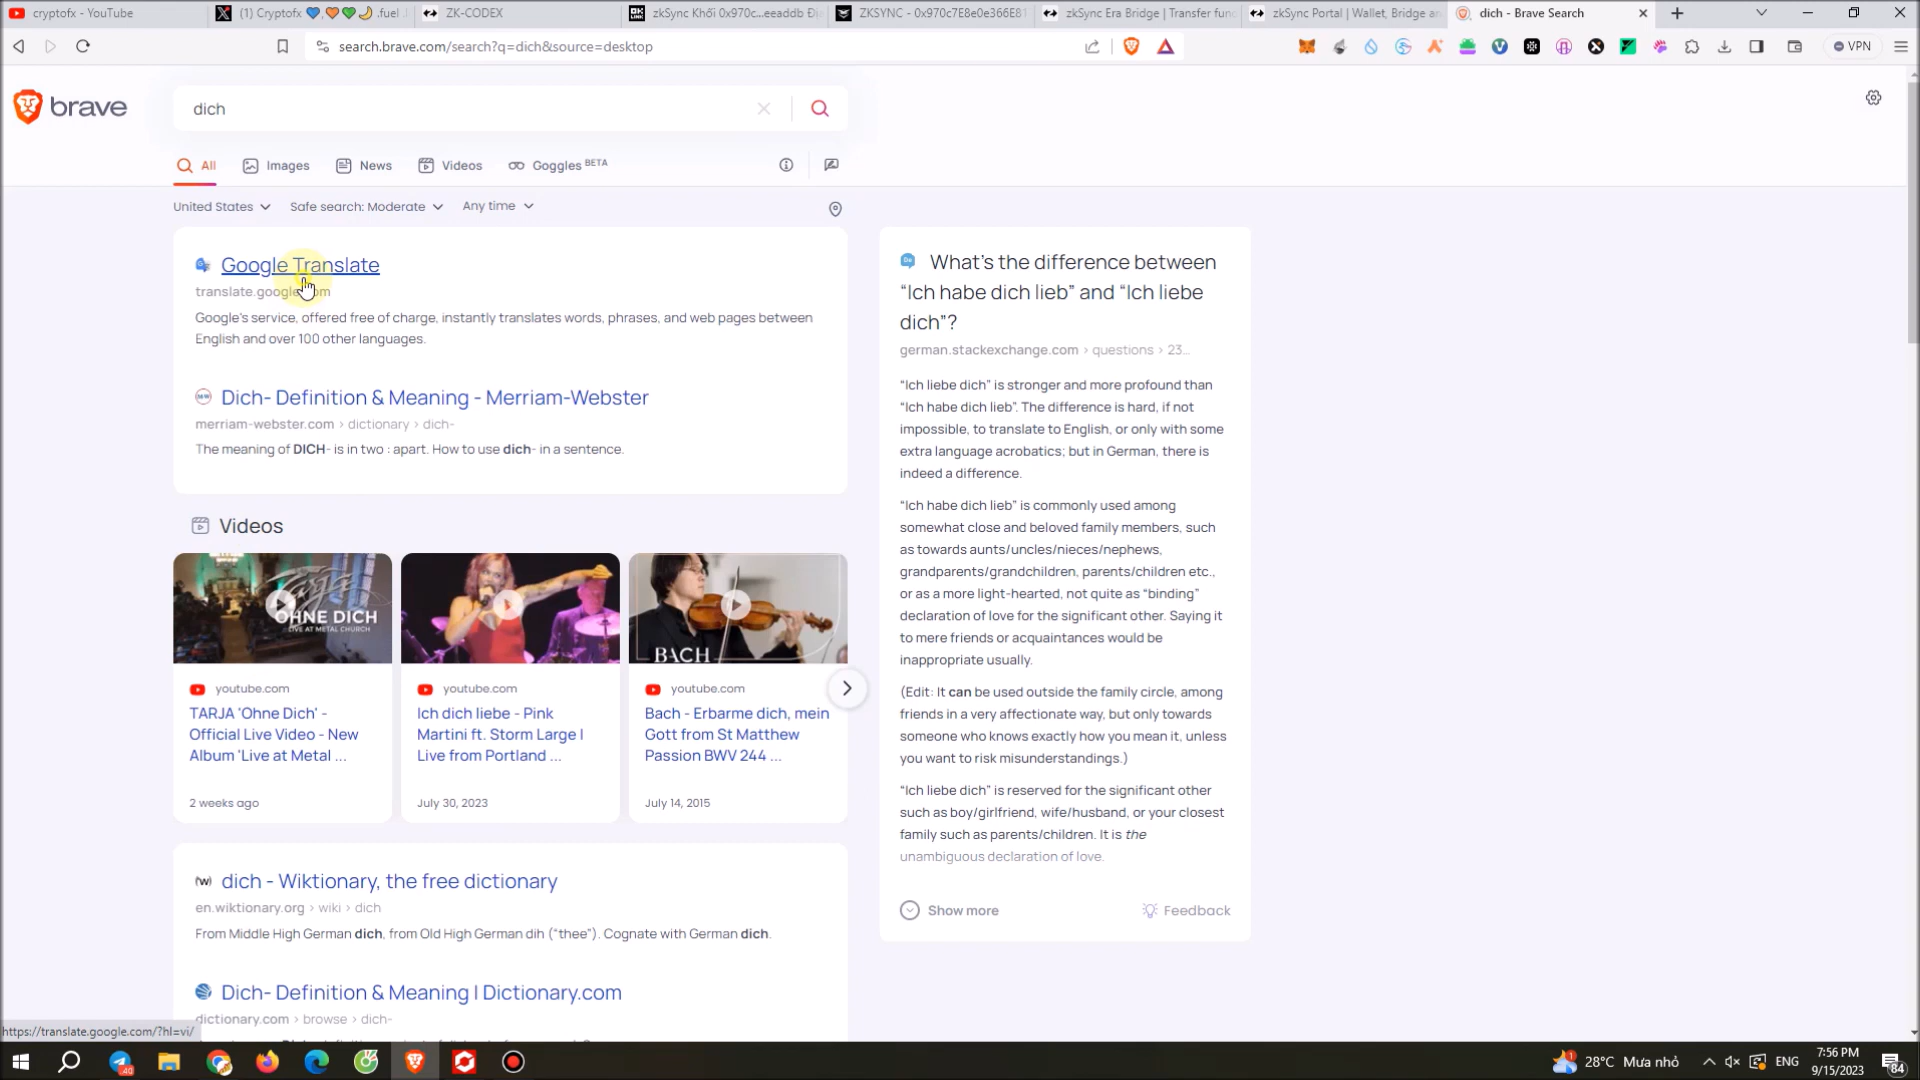 cryptofx - YouTube
(1) Cryptofx 💙🧡💚🌙 .fuel
ZK-CODEX
zkSync Khối 0x970c...eeaddb Đị
ZKSYNC - 0x970c7E8e0e366E81
zkSync Era Bridge | Transfer func
zkSync Portal | Wallet, Bridge an
dich - Brave Search
search.brave.com/search?q=dich&source=desktop
VPN
brave
dich
All
Images
News
Videos
Goggles BETA
United States
Safe search: Moderate
Any time
Google Translate
translate.google.com
Google's service, offered free of charge, instantly translates words, phrases, and web pages between
English and over 100 other languages.
Dich- Definition & Meaning - Merriam-Webster
merriam-webster.com › dictionary › dich-
The meaning of DICH- is in two : apart. How to use dich- in a sentence.
Videos
OHNE DICH
LIVE AT METAL CHURCH
BACH
youtube.com
TARJA 'Ohne Dich' -
Official Live Video - New
Album 'Live at Metal ...
2 weeks ago
youtube.com
Ich dich liebe - Pink
Martini ft. Storm Large |
Live from Portland ...
July 30, 2023
youtube.com
Bach - Erbarme dich, mein
Gott from St Matthew
Passion BWV 244 ...
July 14, 2015
(w) dich - Wiktionary, the free dictionary
en.wiktionary.org › wiki › dich
From Middle High German dich, from Old High German dih (“thee”). Cognate with German dich.
Dich- Definition & Meaning | Dictionary.com
dictionary.com › browse › dich-
What's the difference between
“Ich habe dich lieb” and “Ich liebe
dich”?
german.stackexchange.com › questions › 23...
“Ich liebe dich” is stronger and more profound than
“Ich habe dich lieb”. The difference is hard, if not
impossible, to translate to English, or only with some
extra language acrobatics; but in German, there is
indeed a difference.
“Ich habe dich lieb” is commonly used among
somewhat close and beloved family members, such
as towards aunts/uncles/nieces/nephews,
grandparents/grandchildren, parents/children etc.,
or as a more light-hearted, not quite as “binding”
declaration of love for the significant other. Saying it
to mere friends or acquaintances would be
inappropriate usually.
(Edit: It can be used outside the family circle, among
friends in a very affectionate way, but only towards
someone who knows exactly how you mean it, unless
you want to risk misunderstandings.)
“Ich liebe dich” is reserved for the significant other
such as boy/girlfriend, wife/husband, or your closest
family such as parents/children. It is the
unambiguous declaration of love.
Show more
Feedback
https://translate.google.com/?hl=vi/
28°C Mưa nhỏ
ENG
7:56 PM
9/15/2023
84